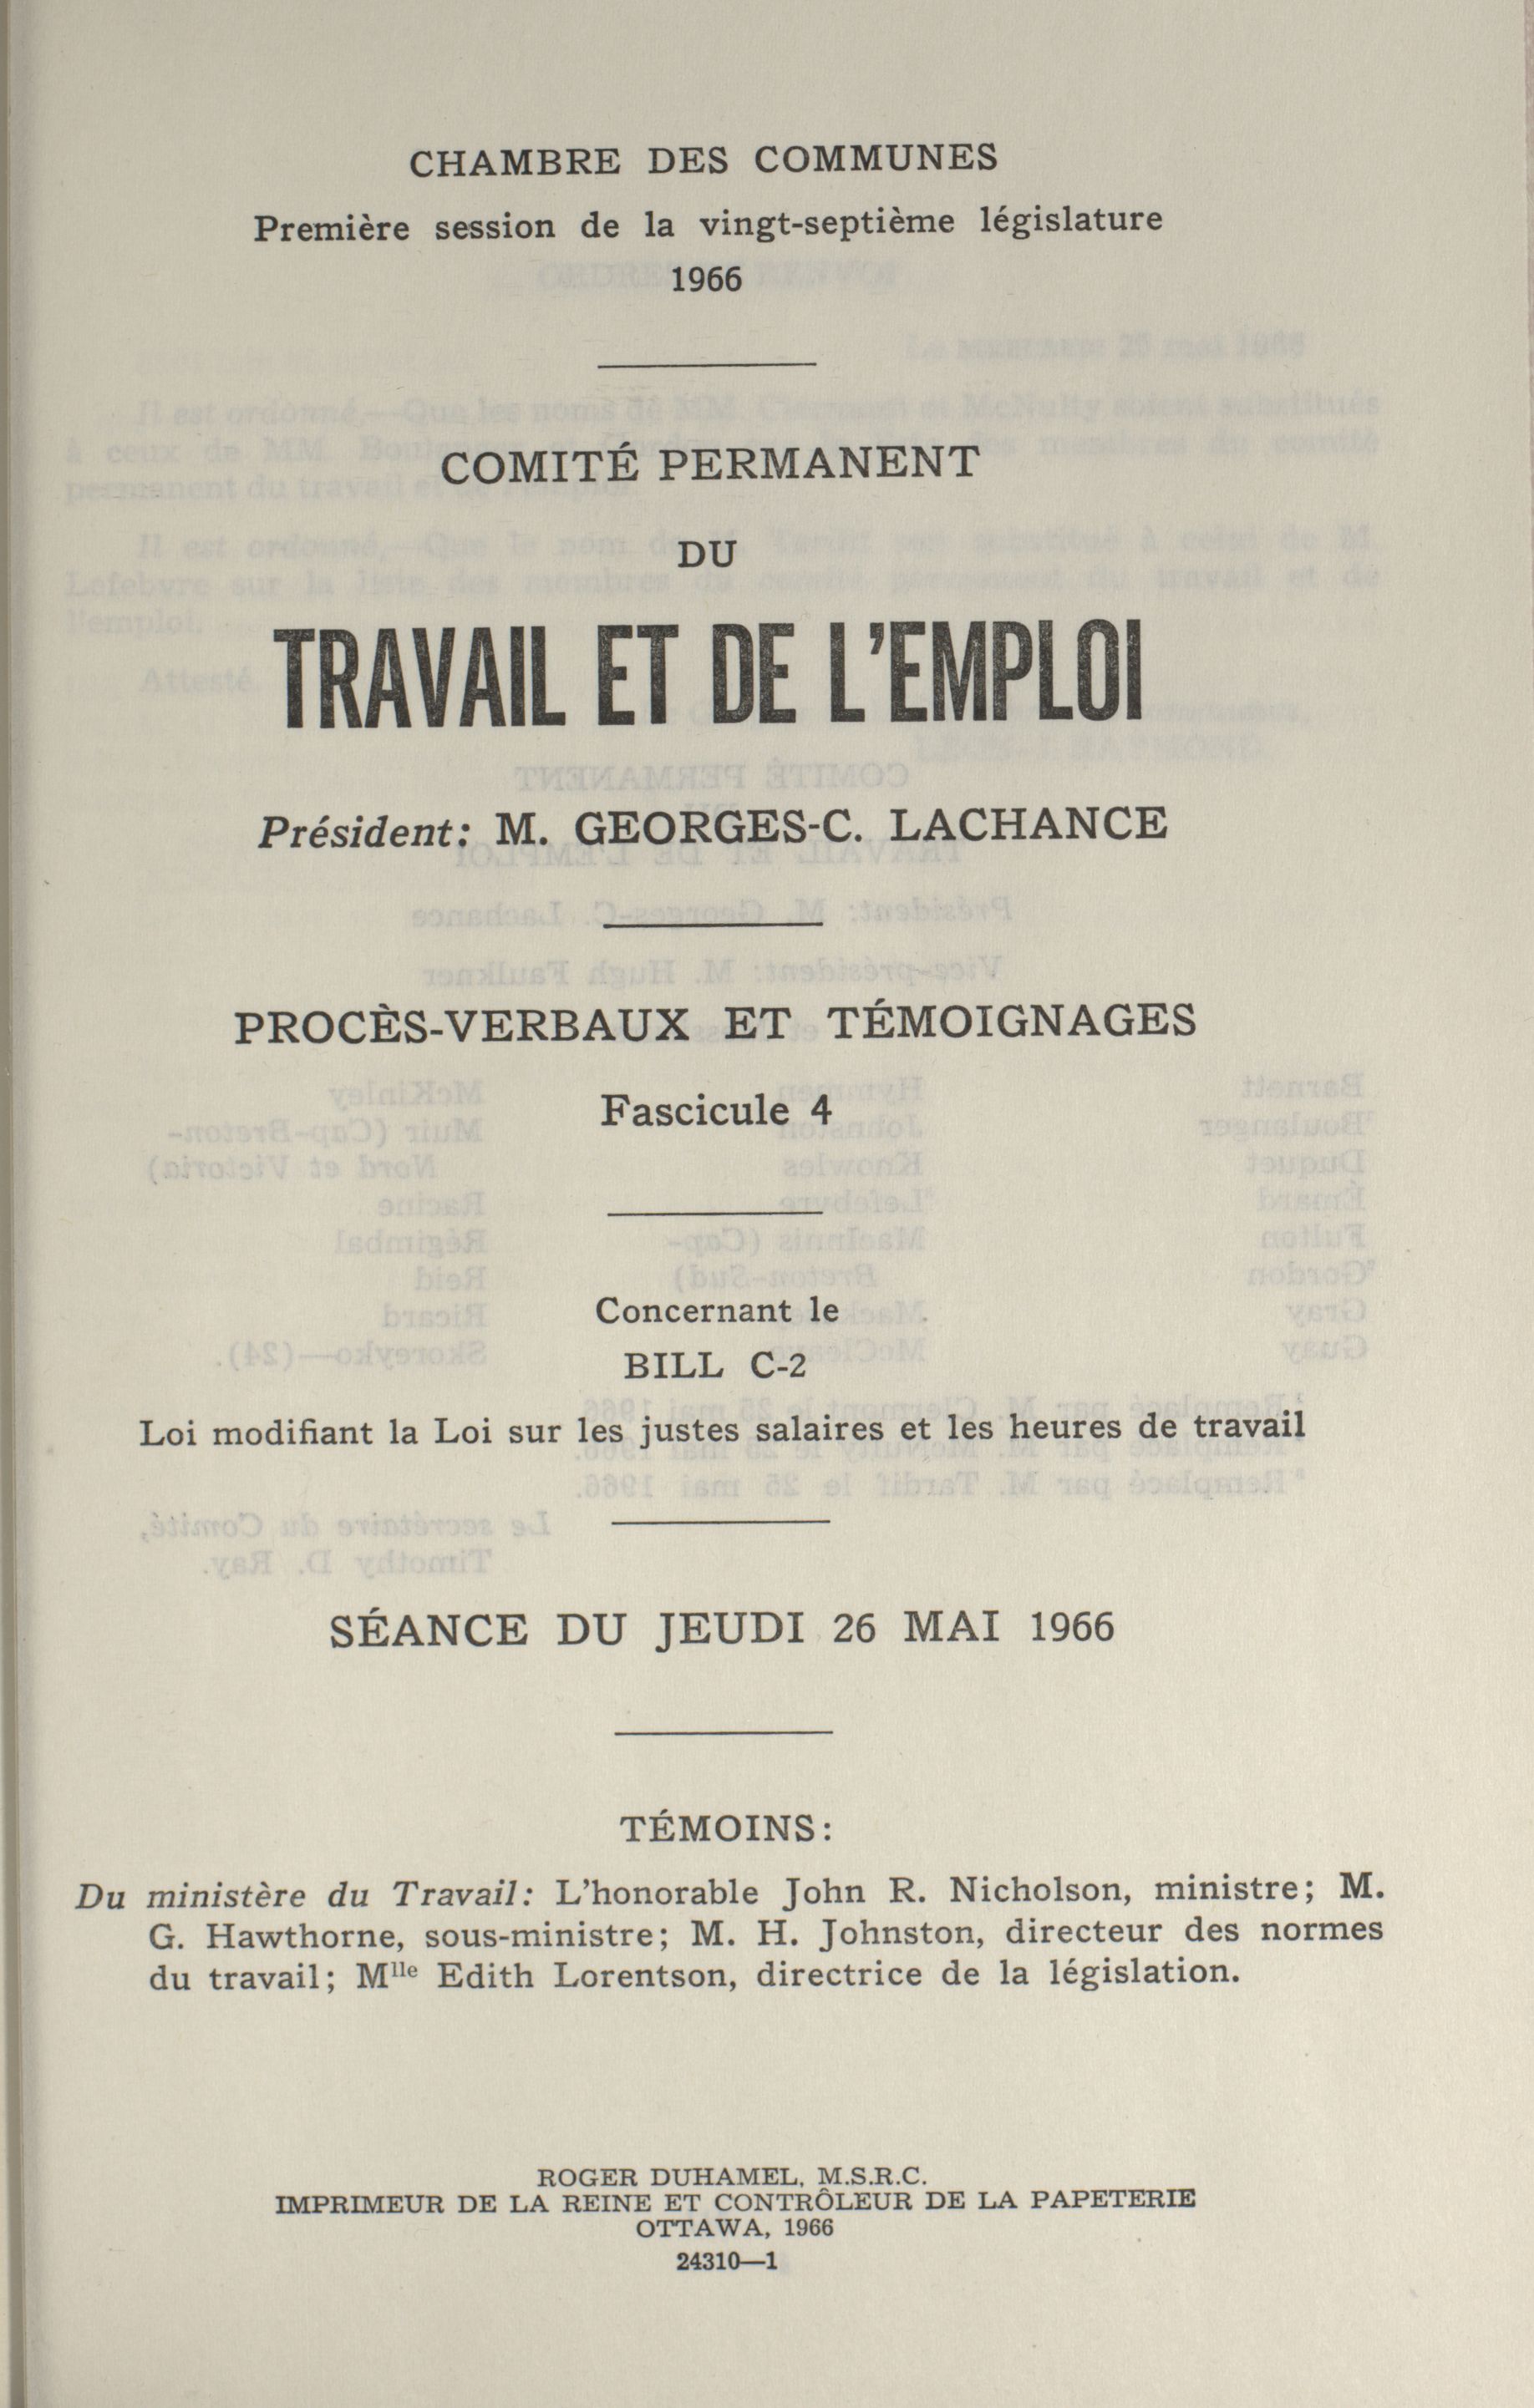 CHAMBRE DES COMMUNES
Première session de la vingt-septième législature
1966
COMITÉ PERMANENT
DU
TRAVAIL ET DE L'EMPLOI
Président: M. GEORGES-C. LACHANCE
PROCÈS-VERBAUX ET TÉMOIGNAGES
Fascicule 4
Concernant le
BILL C-2
Loi modifiant la Loi sur les justes salaires et les heures de travail
SÉANCE DU JEUDI 26 MAI 1966
TÉMOINS:
Du ministère du Travail: L'honorable John R. Nicholson, ministre; M.
G. Hawthorne, sous-ministre; M. H. Johnston, directeur des normes
du travail; Mlle Edith Lorentson, directrice de la législation.
ROGER DUHAMEL, M.S.R.C.
IMPRIMEUR DE LA REINE ET CONTRÔLEUR DE LA PAPETERIE
OTTAWA, 1966
24310—1